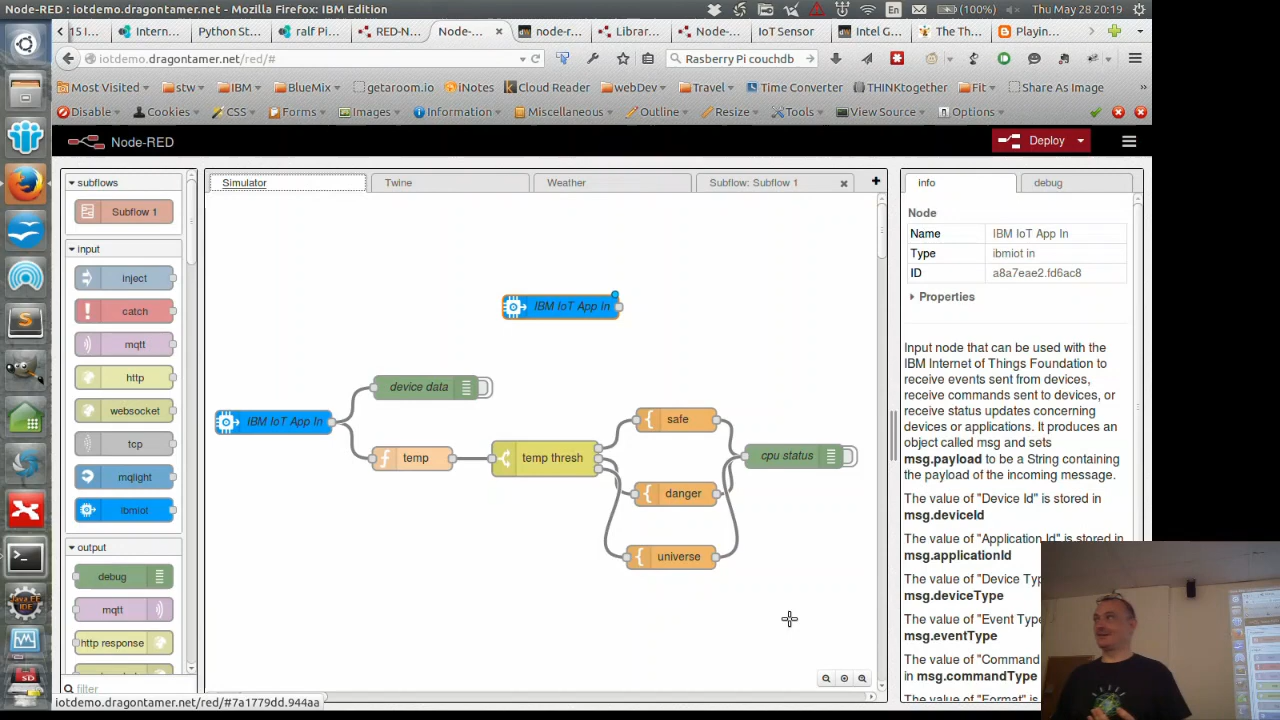 Node-RED : iotdemo.dragontamer.net/red/ - Mozilla Firefox: IBM Edition
En
(100%)
Thu May 28 20:19
15 I...
Intern...
Python St...
ralf Pi...
RED-N...
Node-...
node-r...
Librar...
Node-...
IoT Sensor
Intel G...
The Th...
Playin...
iotdemo.dragontamer.net/red/#
Rasberry Pi couchdb
Most Visited
stw
IBM
BlueMix
getaroom.io
iNotes
Cloud Reader
webDev
Travel
Time Converter
THINKtogether
Fit
Share As Image
Disable
Cookies
CSS
Forms
Images
Information
Miscellaneous
Outline
Resize
Tools
View Source
Options
Node-RED
Deploy
subflows
Subflow 1
input
inject
catch
mqtt
http
websocket
tcp
mqlight
ibmiot
output
debug
mqtt
http response
filter
Simulator
Twine
Weather
Subflow: Subflow 1
IBM IoT App In
device data
IBM IoT App In
temp
temp thresh
safe
danger
universe
cpu status
info
debug
Node
Name IBM IoT App In
Type ibmiot in
ID a8a7eae2.fd6ac8
Properties
Input node that can be used with the
IBM Internet of Things Foundation to
receive events sent from devices,
receive commands sent to devices, or
receive status updates concerning
devices or applications. It produces an
object called msg and sets
msg.payload to be a String containing
the payload of the incoming message.
The value of "Device Id" is stored in
msg.deviceId
The value of "Application Id" is stored in
msg.applicationId
The value of "Device Typ
msg.deviceType
The value of "Event Type
msg.eventType
The value of "Command
in msg.commandType
The value of "Format" is
iotdemo.dragontamer.net/red/#7a1779dd.944aa